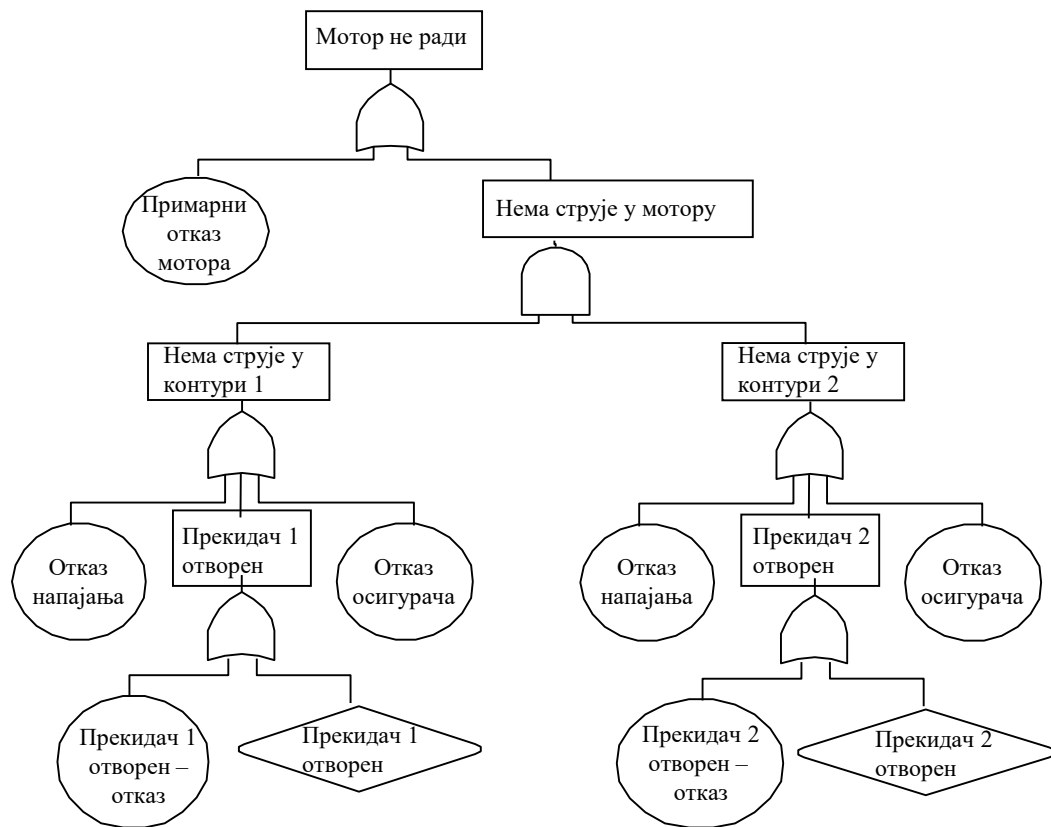 Мотор не ради
Примарни
отказ
мотора
Нема струје у мотору
Нема струје у
контури 1
Нема струје у
контури 2
Отказ
напајања
Прекидач 1
отворен
Отказ
осигурача
Отказ
напајања
Прекидач 2
отворен
Отказ
осигурача
Прекидач 1
отворен –
отказ
Прекидач 1
отворен
Прекидач 2
отворен –
отказ
Прекидач 2
отворен